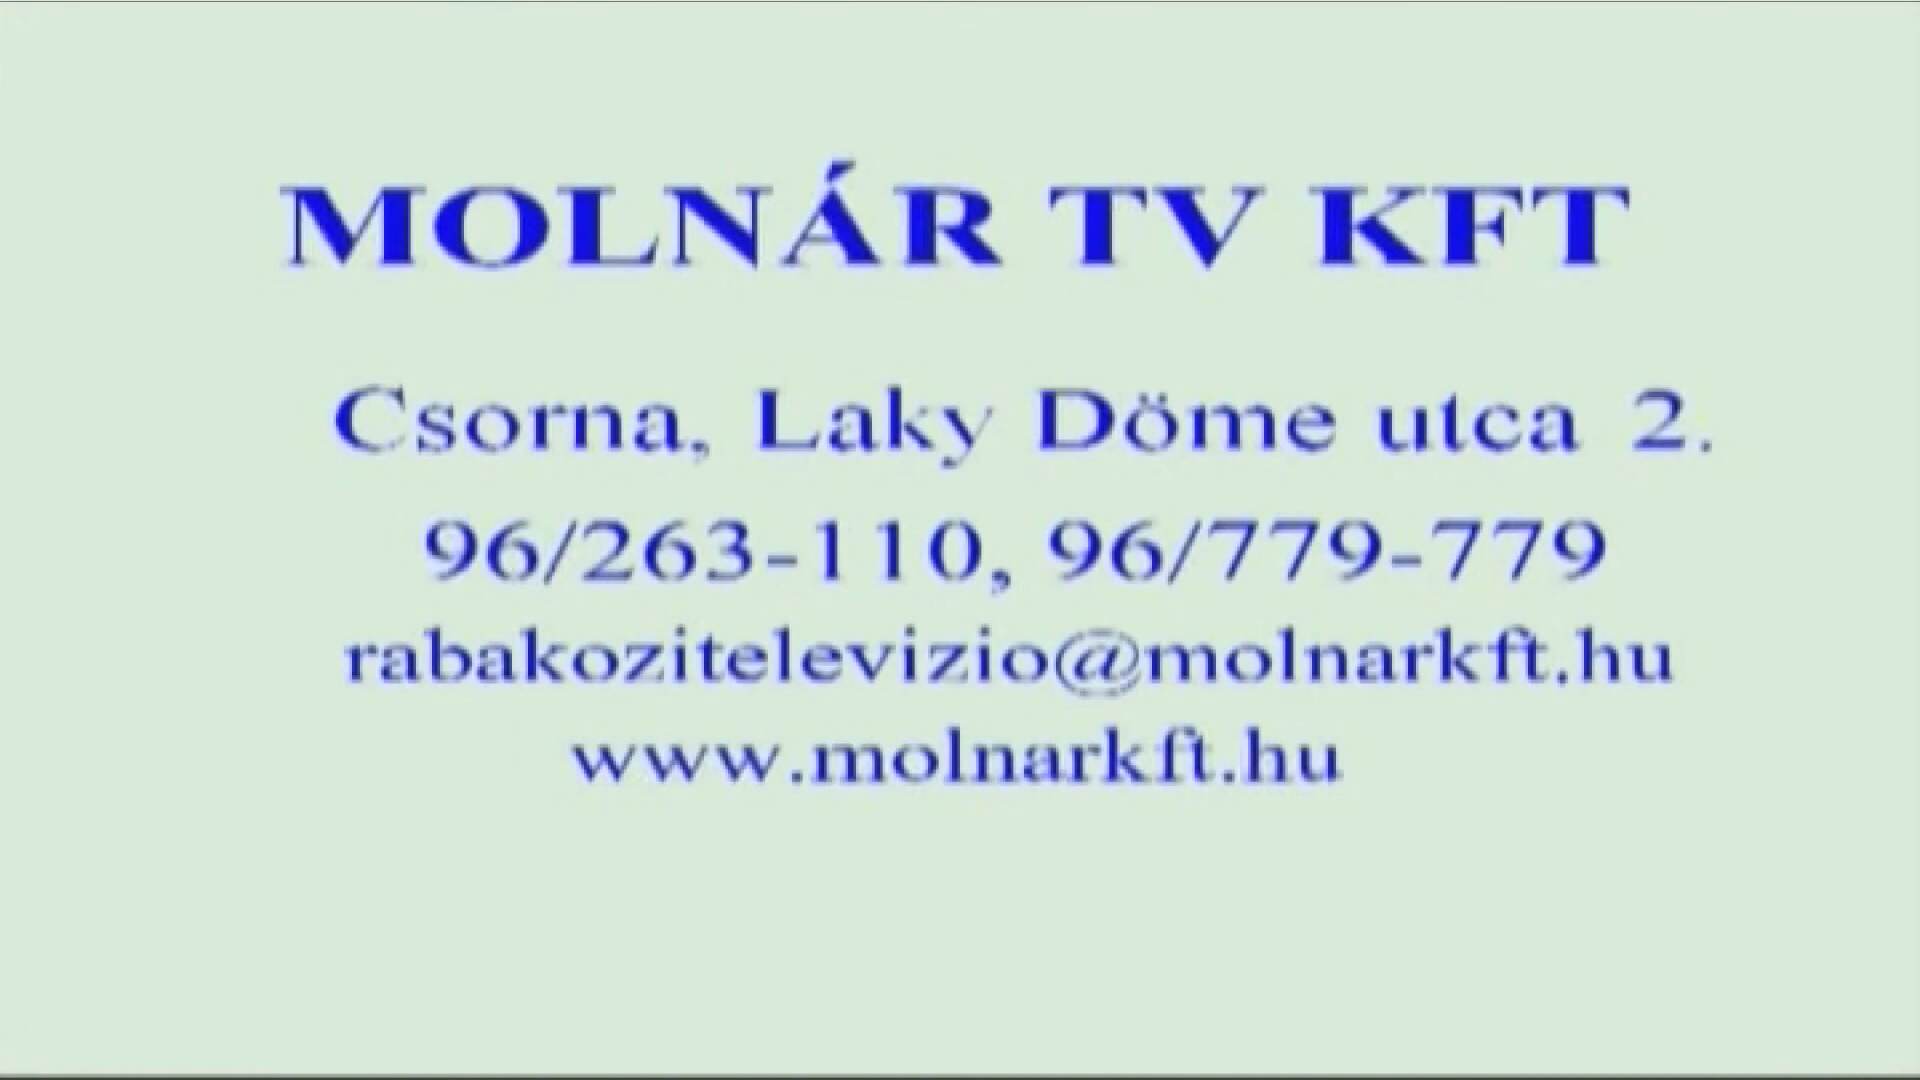 MOLNÁR TV KFT
Csorna, Laky Döme utca 2.
96/263-110, 96/779-779
rabakozitelevizio@molnarkft.hu
www.molnarkft.hu